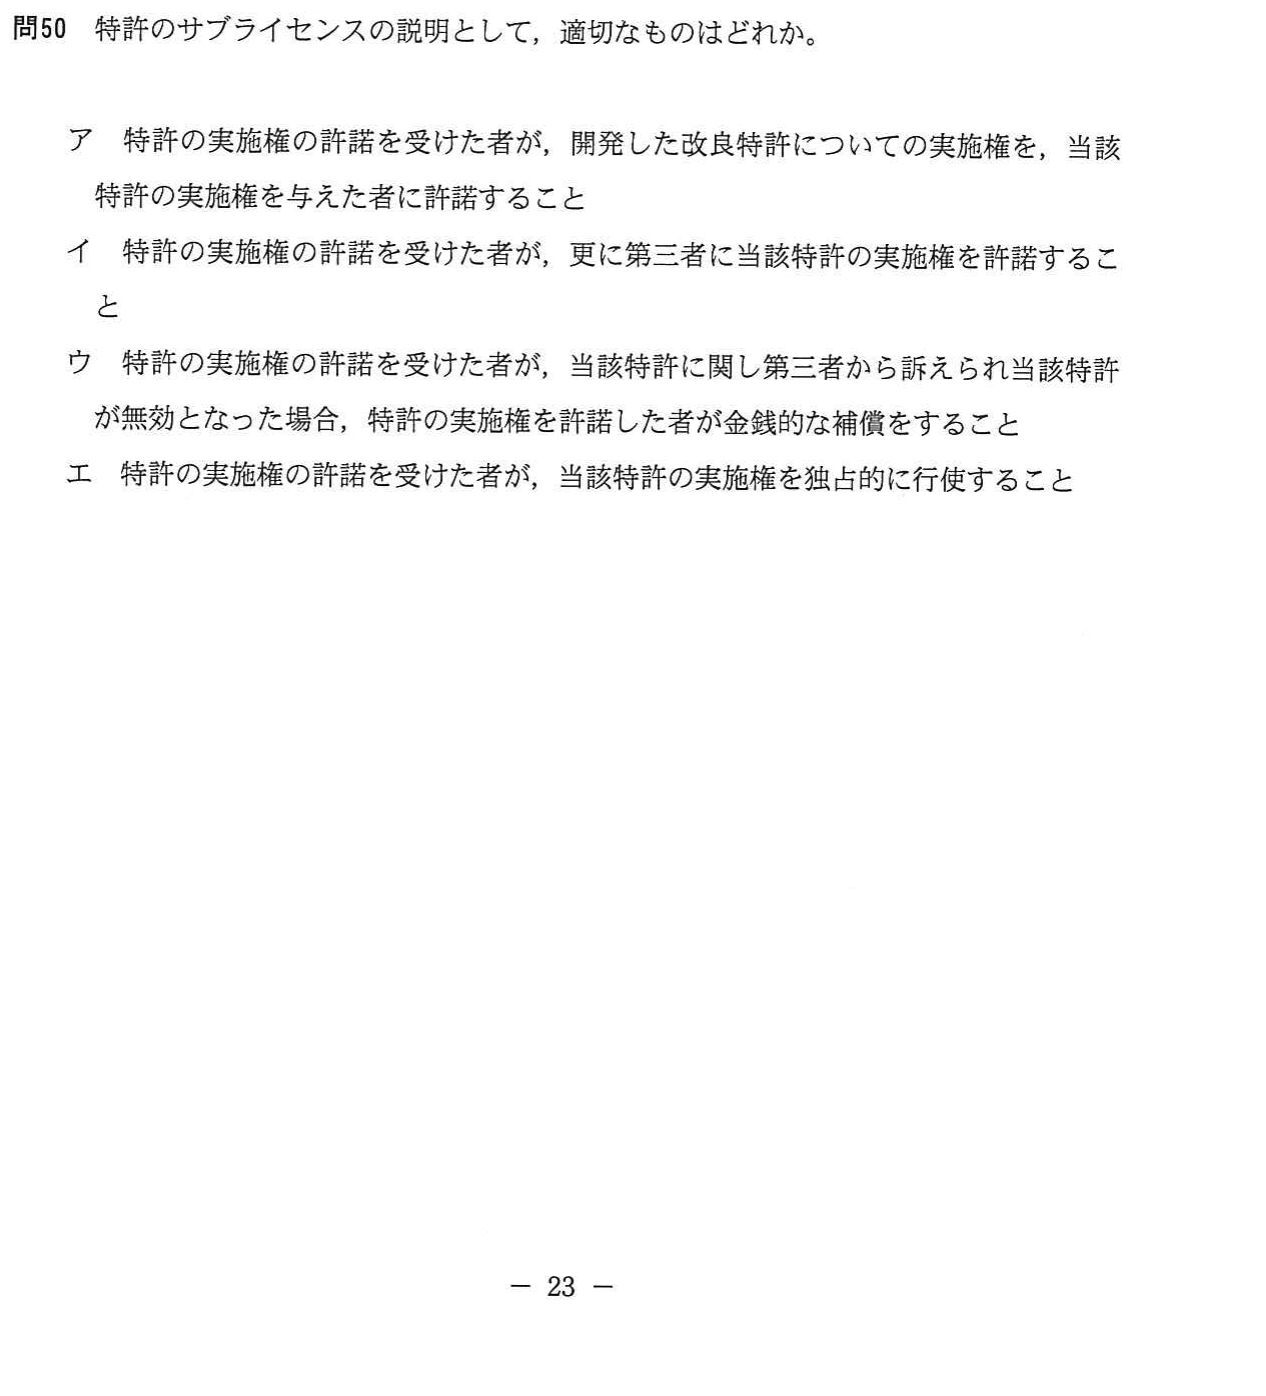 問50 特許のサブライセンスの説明として，適切なものはどれか。
ア 特許の実施権の許諾を受けた者が，開発した改良特許についての実施権を，当該
特許の実施権を与えた者に許諾すること
イ 特許の実施権の許諾を受けた者が，更に第三者に当該特許の実施権を許諾するこ
と
ウ 特許の実施権の許諾を受けた者が，当該特許に関し第三者から訴えられ当該特許
が無効となった場合，特許の実施権を許諾した者が金銭的な補償をすること
エ 特許の実施権の許諾を受けた者が，当該特許の実施権を独占的に行使すること
－ 23 －